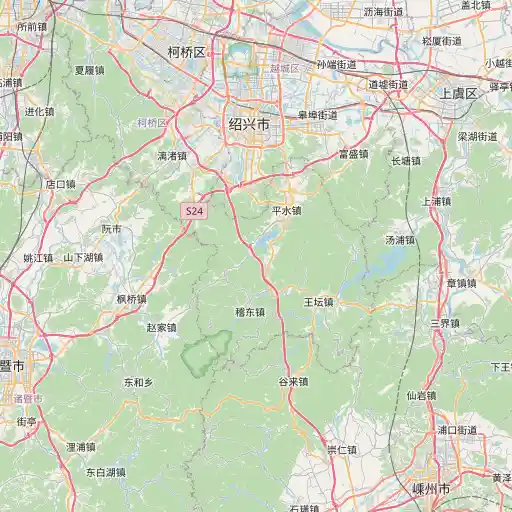 沥海街道
盖北镇
所前镇
崧厦街道
柯桥区
孙端街道
小越街道
夏履镇
越城区
道墟街道
上虞区
驿亭镇
进化镇
柯桥区
绍兴市
皋埠街道
梁湖街道
漓渚镇
富盛镇
长塘镇
店口镇
S24
平水镇
上浦镇
阮市
汤浦镇
姚江镇
山下湖镇
章镇镇
枫桥镇
王坛镇
稽东镇
赵家镇
三界镇
暨市
下王镇
东和乡
谷来镇
诸暨市
仙岩镇
街亭
浦口街道
浬浦镇
崇仁镇
东白湖镇
黄泽
嵊州市
石璜镇